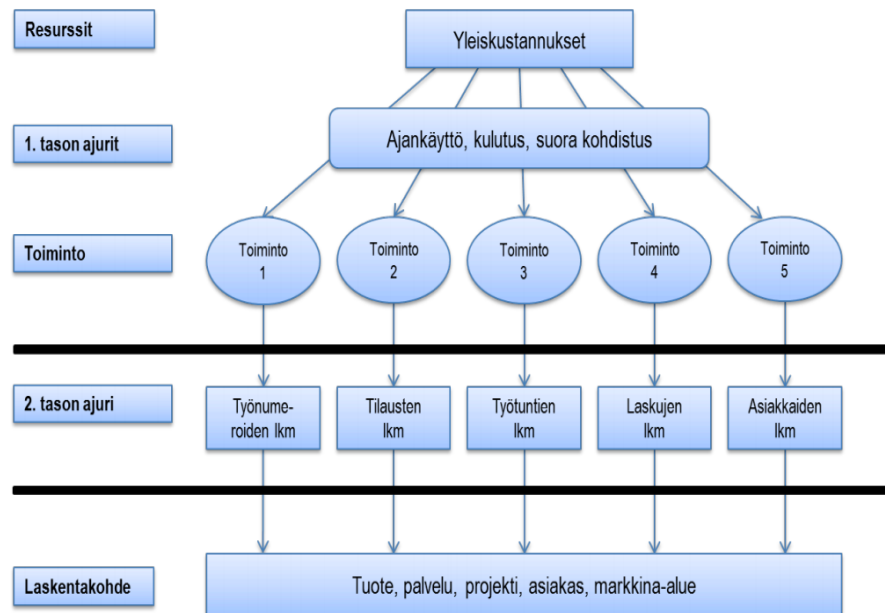 Resurssit
Yleiskustannukset
1. tason ajurit
Ajankäyttö, kulutus, suora kohdistus
Toiminto
Toiminto
1
Toiminto
2
Toiminto
3
Toiminto
4
Toiminto
5
2. tason ajuri
Työnume-
roiden lkm
Tilausten
lkm
Työtuntien
lkm
Laskujen
lkm
Asiakkaiden
lkm
Laskentakohde
Tuote, palvelu, projekti, asiakas, markkina-alue